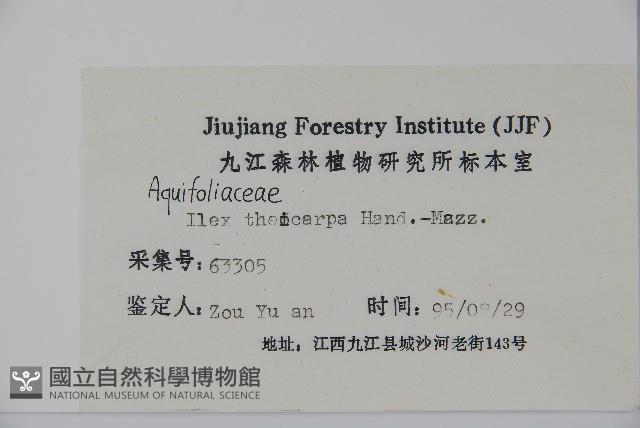 Jiujiang Forestry Institute (JJF)
九江森林植物研究所标本室
Aquifoliaceae
Ilex theicarpa Hand.-Mazz.
采集号: 63305
鉴定人: Zou Yu an 时间: 95/08/29
地址: 江西九江县城沙河老街143号
國立自然科學博物館
NATIONAL MUSEUM OF NATURAL SCIENCE